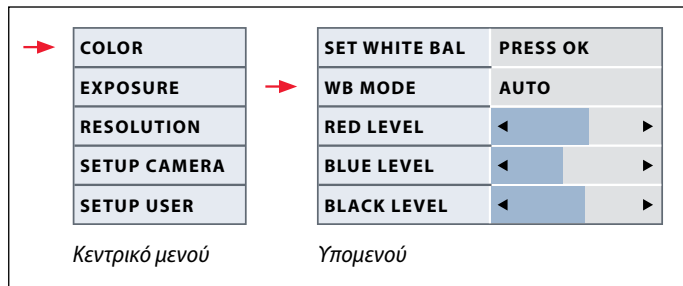 COLOR
EXPOSURE
RESOLUTION
SETUP CAMERA
SETUP USER
Κεντρικό μενού
SET WHITE BAL PRESS OK
WB MODE AUTO
RED LEVEL
BLUE LEVEL
BLACK LEVEL
Υπομενού